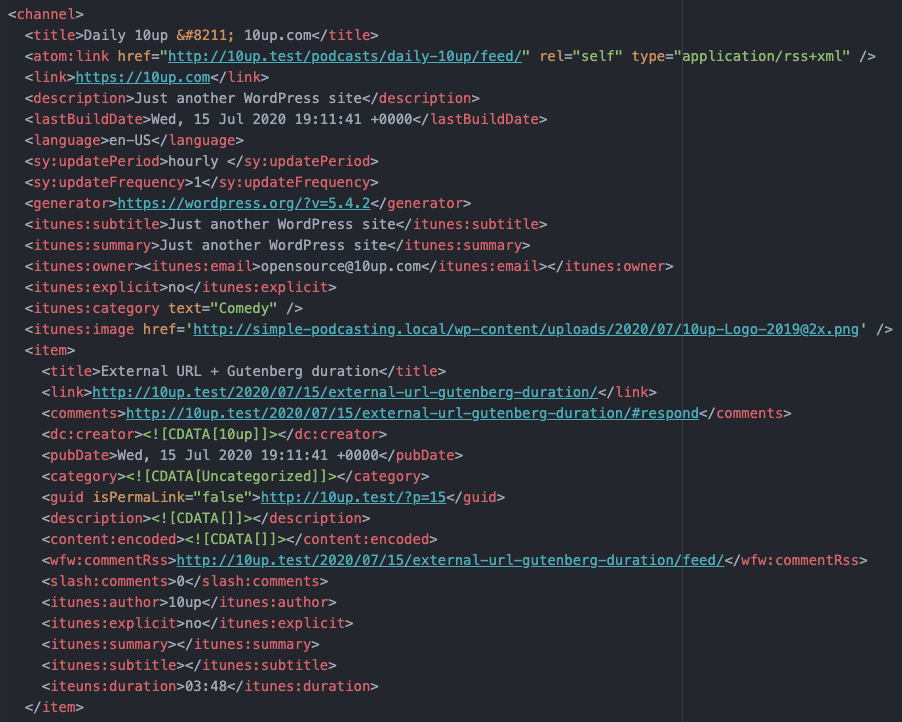 <channel>
<title>Daily 10up &#8211; 10up.com</title>
<atom:link href="http://10up.test/podcasts/daily-10up/feed/" rel="self" type="application/rss+xml" />
<link>https://10up.com</link>
<description>Just another WordPress site</description>
<lastBuildDate>Wed, 15 Jul 2020 19:11:41 +0000</lastBuildDate>
<language>en-US</language>
<sy:updatePeriod>hourly </sy:updatePeriod>
<sy:updateFrequency>1</sy:updateFrequency>
<generator>https://wordpress.org/?v=5.4.2</generator>
<itunes:subtitle>Just another WordPress site</itunes:subtitle>
<itunes:summary>Just another WordPress site</itunes:summary>
<itunes:owner><itunes:email>opensource@10up.com</itunes:email></itunes:owner>
<itunes:explicit>no</itunes:explicit>
<itunes:category text="Comedy" />
<itunes:image href='http://simple-podcasting.local/wp-content/uploads/2020/07/10up-Logo-2019@2x.png' />
<item>
<title>External URL + Gutenberg duration</title>
<link>http://10up.test/2020/07/15/external-url-gutenberg-duration/</link>
<comments>http://10up.test/2020/07/15/external-url-gutenberg-duration/#respond</comments>
<dc:creator><![CDATA[10up]]></dc:creator>
<pubDate>Wed, 15 Jul 2020 19:11:41 +0000</pubDate>
<category><![CDATA[Uncategorized]]></category>
<guid isPermaLink="false">http://10up.test/?p=15</guid>
<description><![CDATA[]]></description>
<content:encoded><![CDATA[]]></content:encoded>
<wfw:commentRss>http://10up.test/2020/07/15/external-url-gutenberg-duration/feed/</wfw:commentRss>
<slash:comments>0</slash:comments>
<itunes:author>10up</itunes:author>
<itunes:explicit>no</itunes:explicit>
<itunes:summary></itunes:summary>
<itunes:subtitle></itunes:subtitle>
<iteuns:duration>03:48</itunes:duration>
</item>